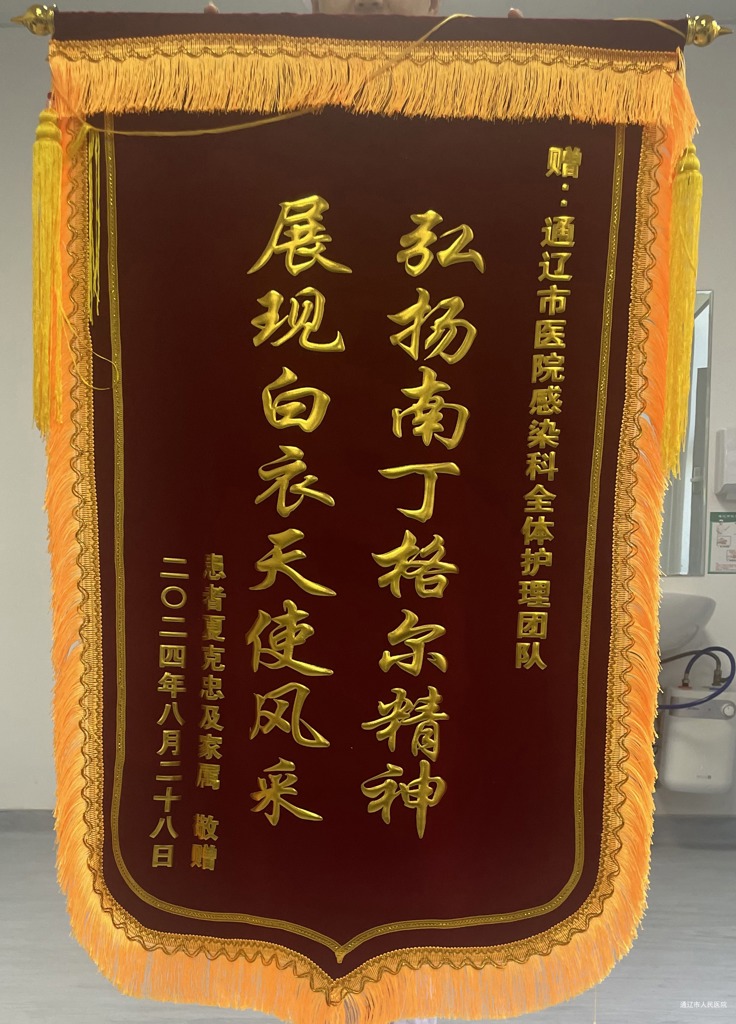 赠：通辽市医院感染科全体护理团队
弘扬南丁格尔精神
展现白衣天使风采
患者夏克忠及家属 敬赠
二〇二四年八月二十八日
通辽市人民医院